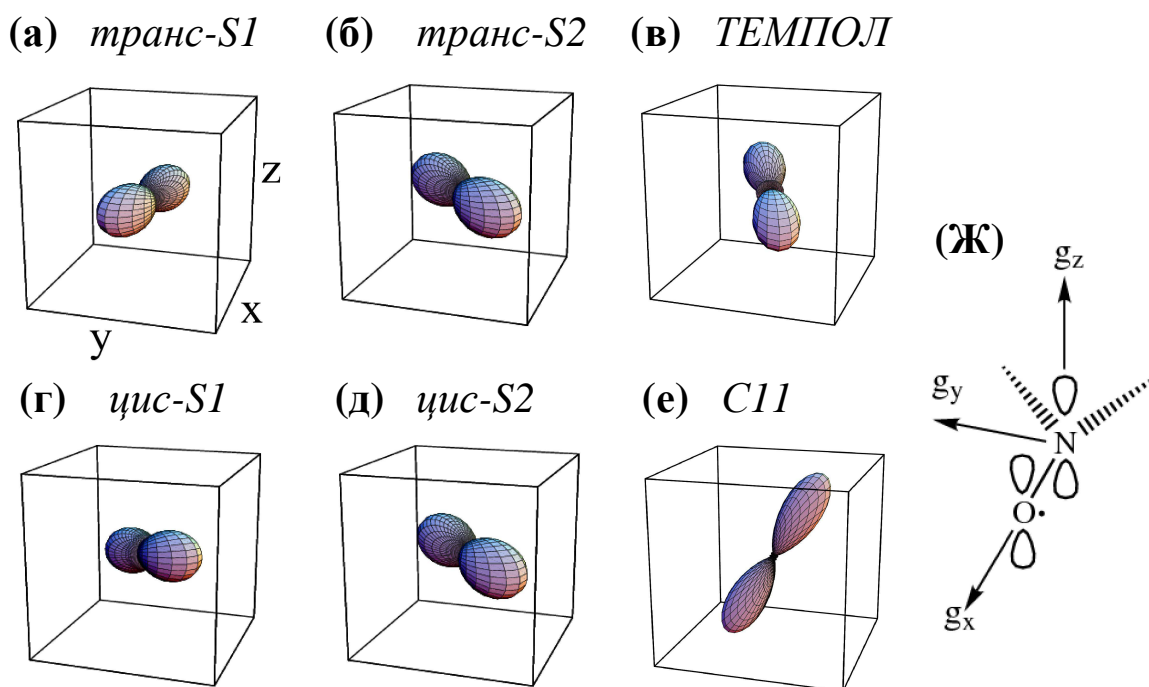 (а) транс-S1
(б) транс-S2
(в) ТЕМПОЛ
z
x
y
(г) цис-S1
(д) цис-S2
(е) C11
(Ж)
gz
gy
N
O·
gx